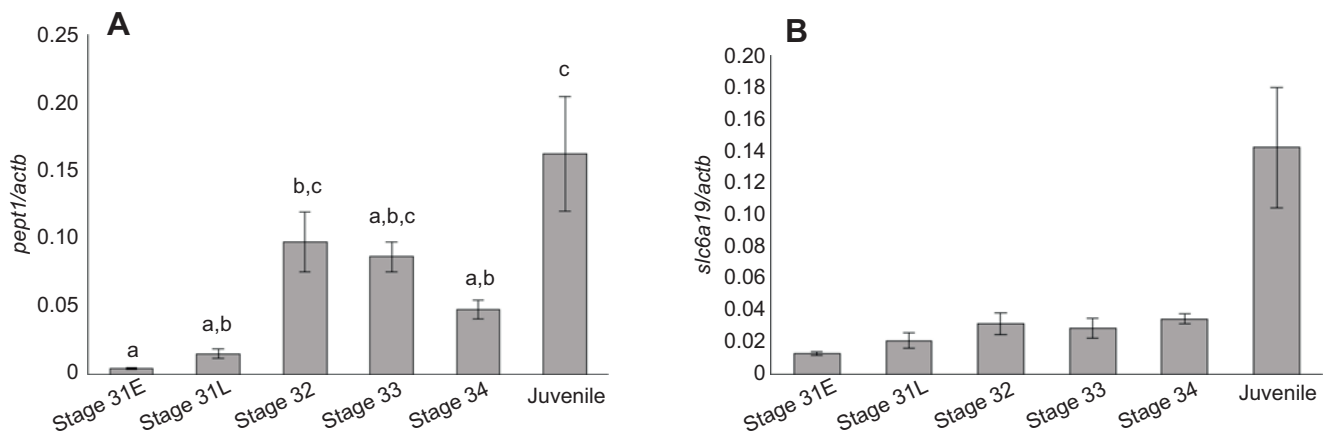 A
pept1/actb
0.25
0.20
0.15
0.10
0.05
0
a
a,b
b,c
a,b,c
a,b
c
Stage 31E
Stage 31L
Stage 32
Stage 33
Stage 34
Juvenile
B
slc6a19/actb
0.20
0.18
0.16
0.14
0.12
0.10
0.08
0.06
0.04
0.02
0
Stage 31E
Stage 31L
Stage 32
Stage 33
Stage 34
Juvenile